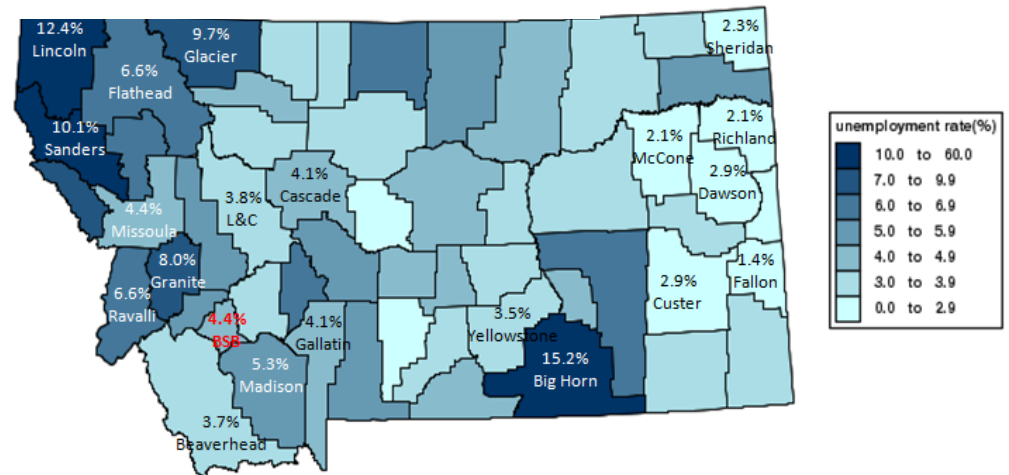 12.4%
Lincoln
9.7%
Glacier
2.3%
Sheridan
6.6%
Flathead
10.1%
Sanders
2.1%
Richland
2.1%
McCone
2.9%
Dawson
4.1%
Cascade
3.8%
L&C
4.4%
Missoula
8.0%
Granite
6.6%
Ravalli
1.4%
Fallon
2.9%
Custer
4.4%
BSB
4.1%
Gallatin
3.5%
Yellowstone
15.2%
Big Horn
5.3%
Madison
3.7%
Beaverhead
unemployment rate(%)
10.0 to 60.0
7.0 to 9.9
6.0 to 6.9
5.0 to 5.9
4.0 to 4.9
3.0 to 3.9
0.0 to 2.9